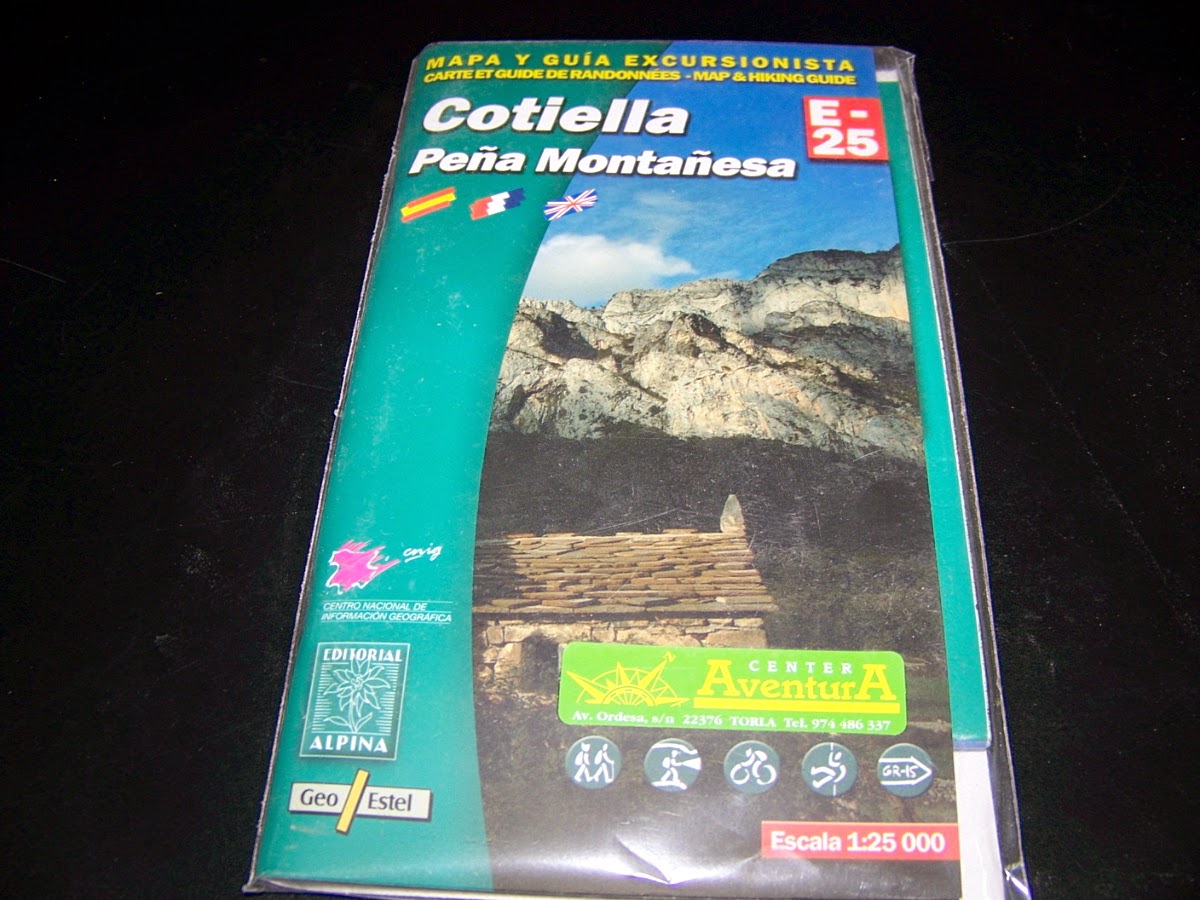 MAPA Y GUÍA EXCURSIONISTA
CARTE ET GUIDE DE RANDONNÉES - MAP & HIKING GUIDE
Cotiella
Peña Montañesa
E -
25
cnig
CENTRO NACIONAL DE
INFORMACIÓN GEOGRÁFICA
EDITORIAL
ALPINA
Geo Estel
CENTER
AventurA
Av. Ordesa, s/n 22376 TORLA Tel. 974 486 337
GR-15
Escala 1:25 000